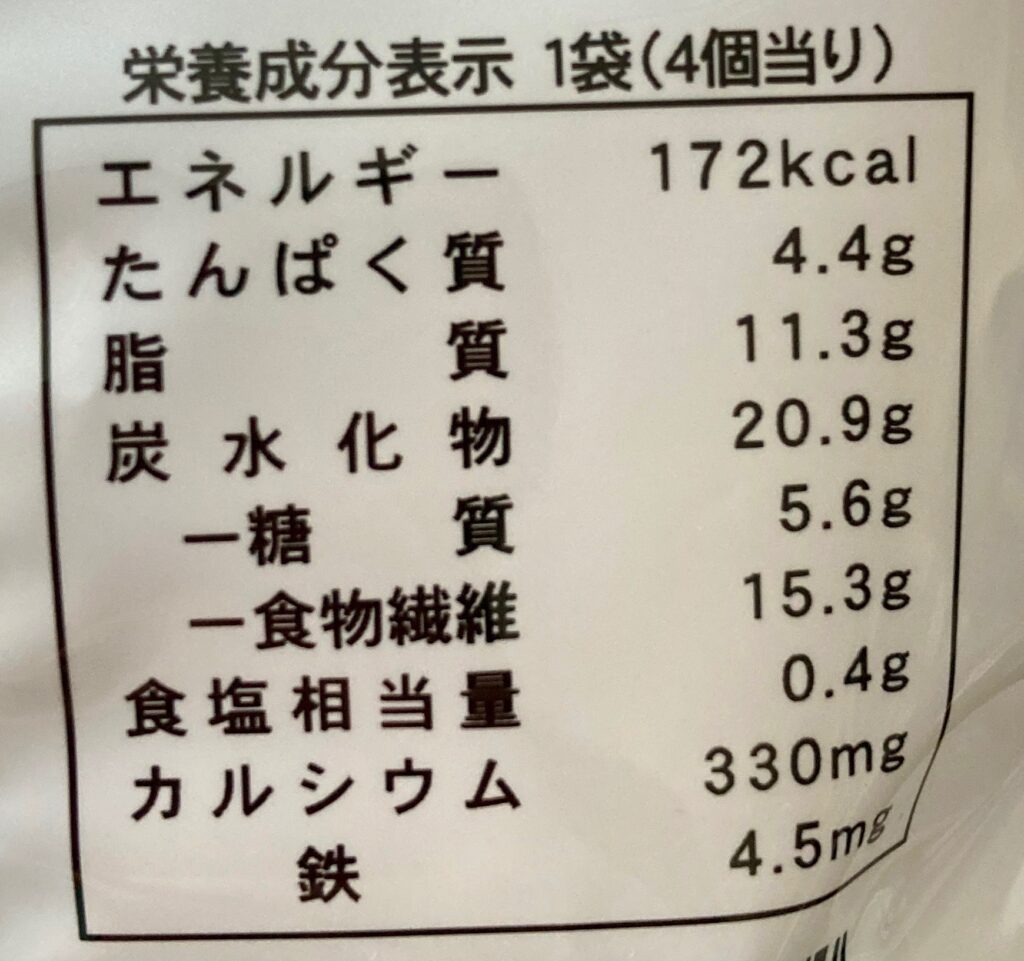 栄養成分表示 1袋(4個当り)
エネルギー 172kcal
たんぱく質 4.4g
脂質 11.3g
炭水化物 20.9g
－糖質 5.6g
－食物繊維 15.3g
食塩相当量 0.4g
カルシウム 330mg
鉄 4.5mg